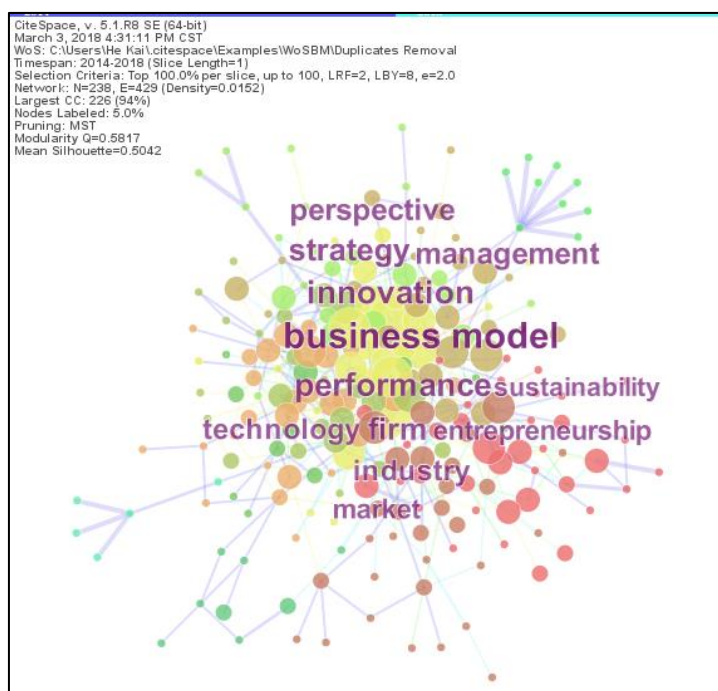 CiteSpace, v. 5.1.R8 SE (64-bit)
March 3, 2018 4:31:11 PM CST
WoS: C:\Users\He Kai\.citespace\Examples\WoSBM\Duplicates Removal
Timespan: 2014-2018 (Slice Length=1)
Selection Criteria: Top 100.0% per slice, up to 100, LRF=2, LBY=8, e=2.0
Network: N=238, E=429 (Density=0.0152)
Largest CC: 226 (94%)
Nodes Labeled: 5.0%
Pruning: MST
Modularity Q=0.5817
Mean Silhouette=0.5042
perspective
strategy management
innovation
business model
performance sustainability
technology firm entrepreneurship
industry
market